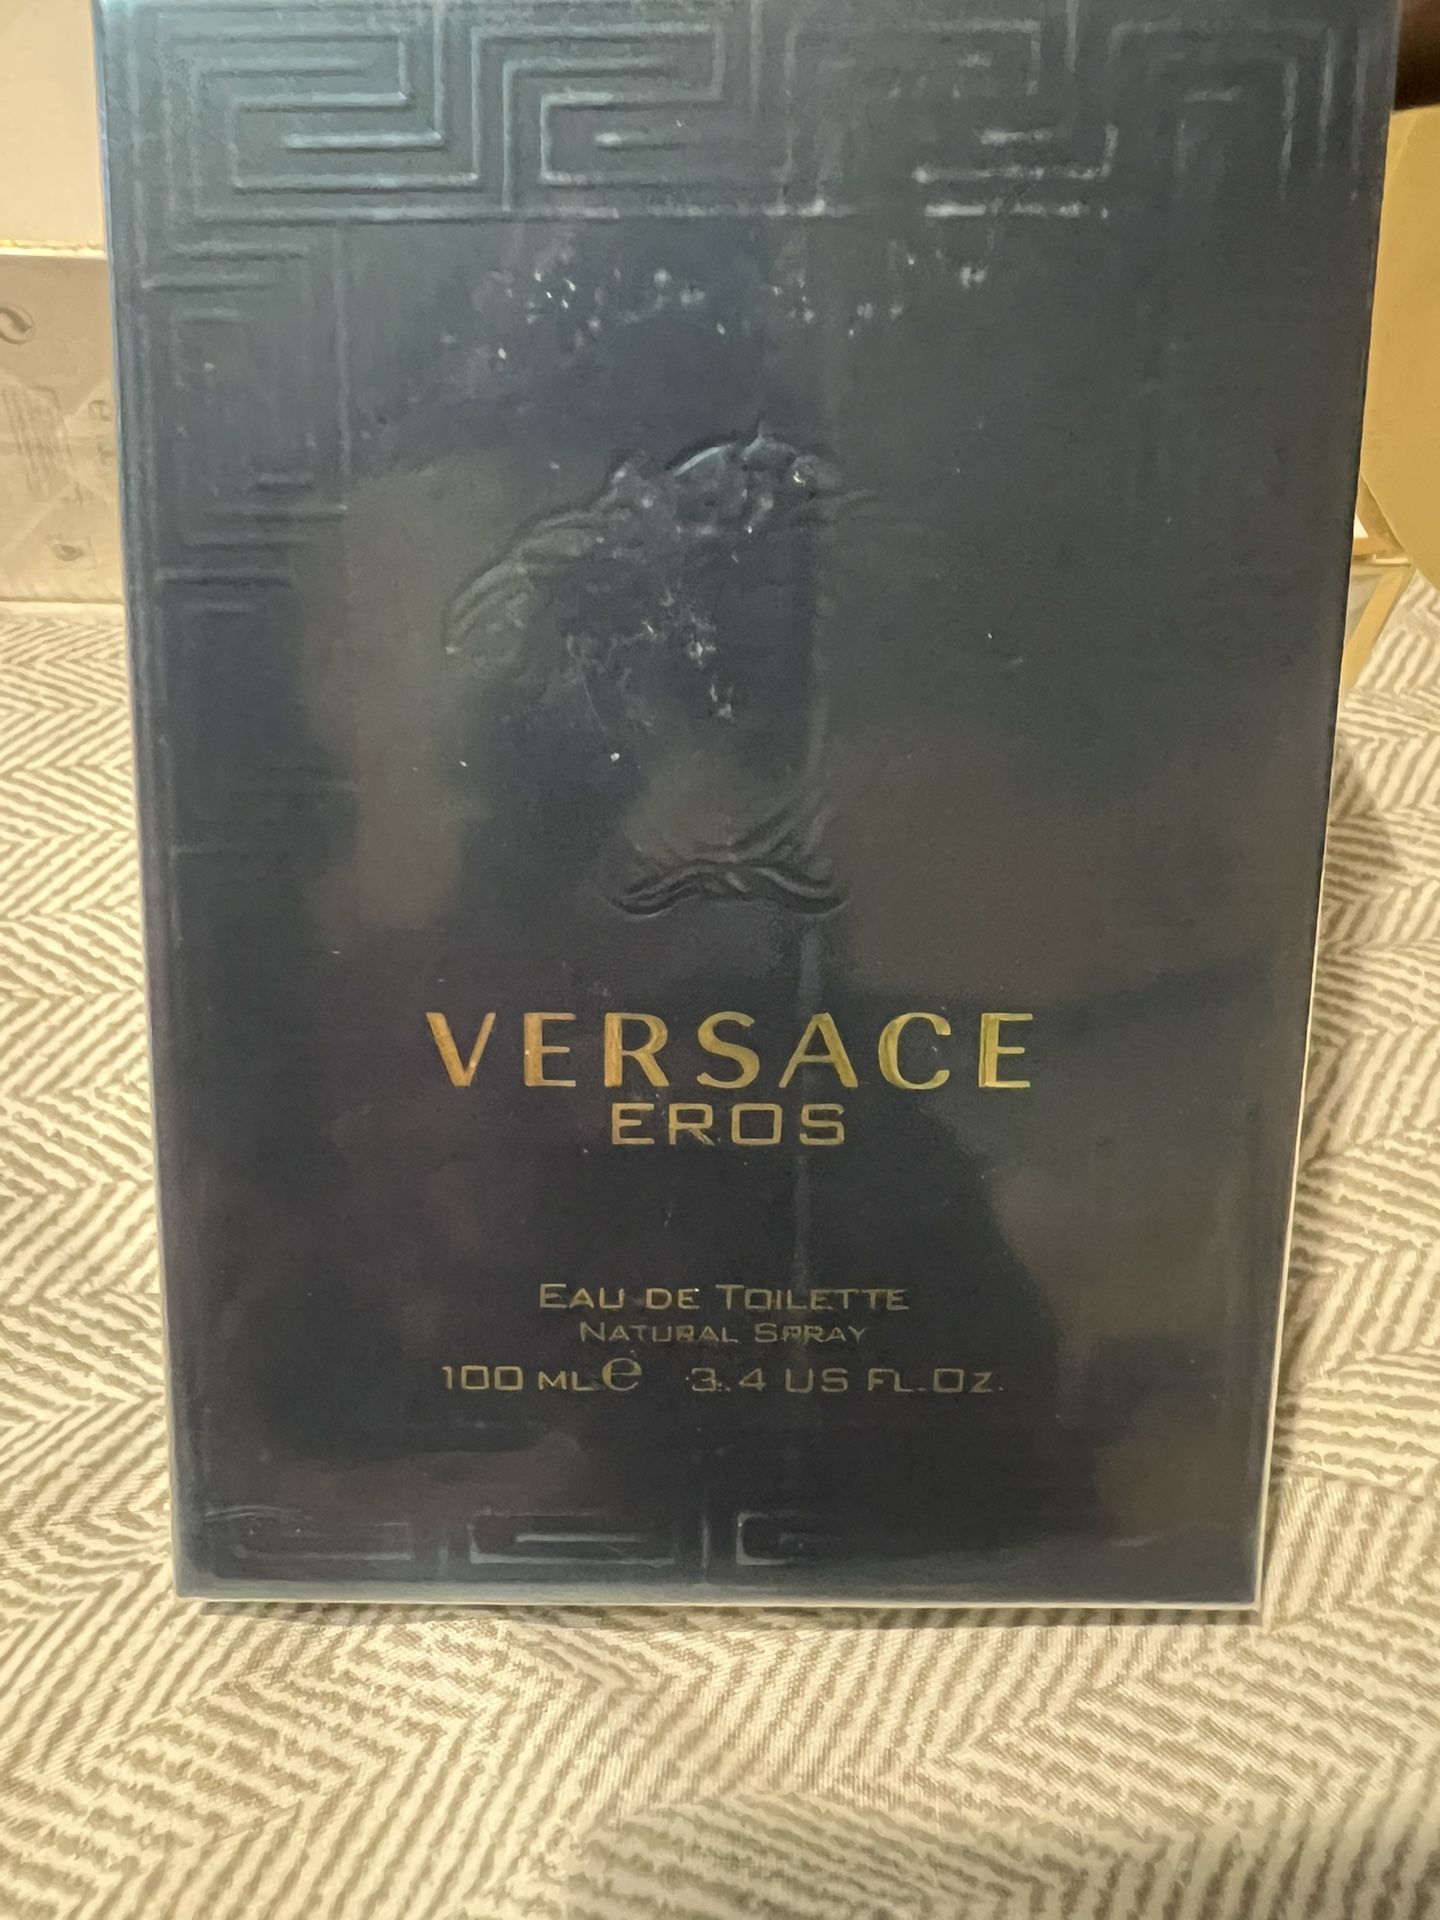 VERSACE
EROS
EAU DE TOILETTE
NATURAL SPRAY
100 ML e 3.4 US FL.OZ.